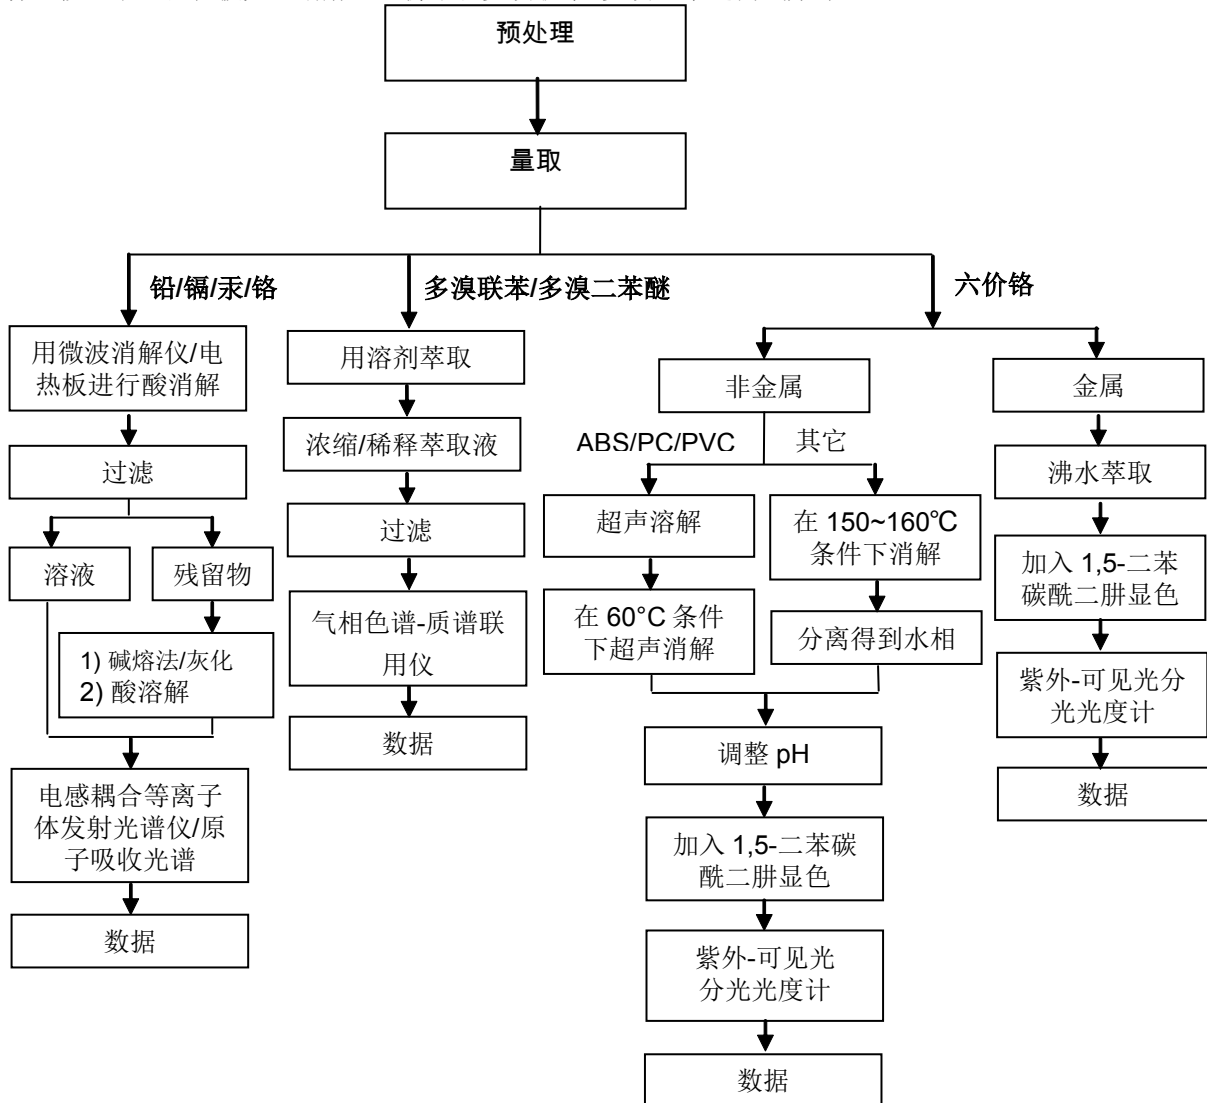 预处理
量取
铅/镉/汞/铬
多溴联苯/多溴二苯醚
六价铬
用微波消解仪/电
热板进行酸消解
过滤
溶液
残留物
1) 碱熔法/灰化
2) 酸溶解
电感耦合等离子
体发射光谱仪/原
子吸收光谱
数据
用溶剂萃取
浓缩/稀释萃取液
过滤
气相色谱-质谱联
用仪
数据
非金属
ABS/PC/PVC
其它
超声溶解
在 60°C 条件
下超声消解
在 150~160℃
条件下消解
分离得到水相
调整 pH
加入 1,5-二苯碳
酰二肼显色
紫外-可见光
分光光度计
数据
金属
沸水萃取
加入 1,5-二苯
碳酰二肼显色
紫外-可见光分
光光度计
数据